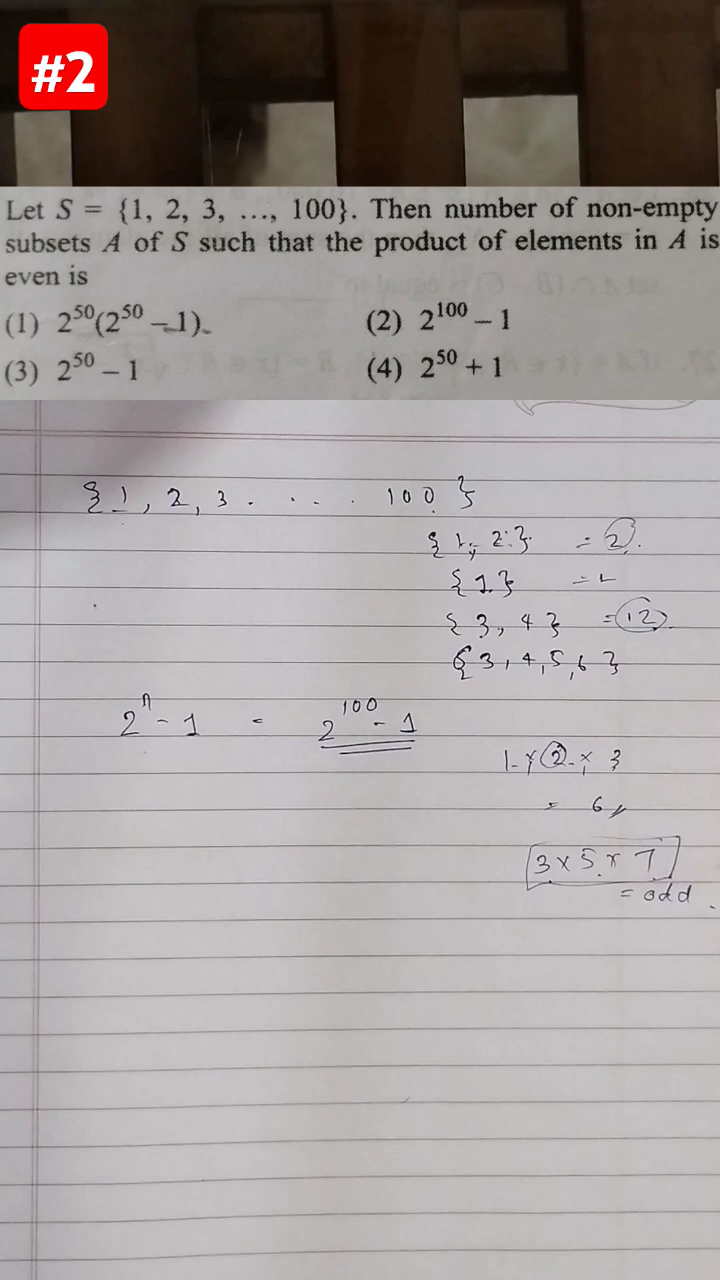 #2
Let S = {1, 2, 3, ..., 100}. Then number of non-empty
subsets A of S such that the product of elements in A is
even is
(1) 2^50(2^50 – 1) (2) 2^100 – 1
(3) 2^50 – 1 (4) 2^50 + 1
{1, 2, 3 . . . . 100}
{1, 2} = 2
{1} = 1
{3, 4} = 12
{3, 4, 5, 6}
2^n - 1 = 2^100 - 1
1 × 2 × 3
= 6
3 × 5 × 7
= odd